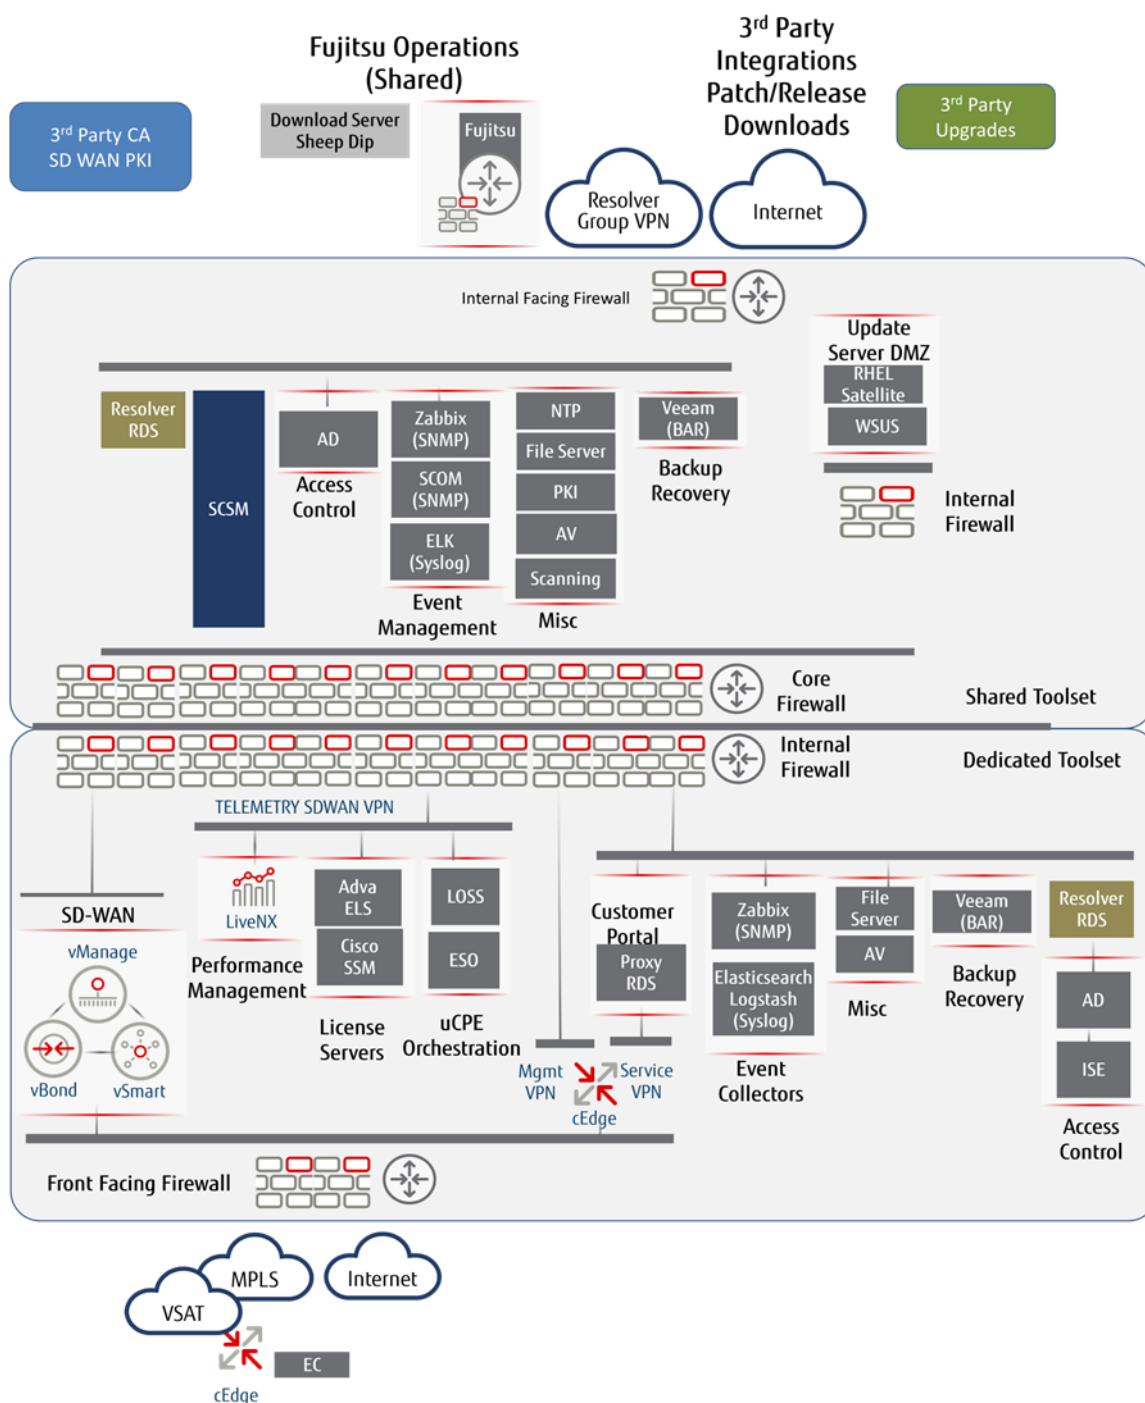 Fujitsu Operations
(Shared)
3rd Party
Integrations
Patch/Release
Downloads
3rd Party CA
SD WAN PKI
Download Server
Sheep Dip
Fujitsu
Resolver
Group VPN
Internet
3rd Party
Upgrades
Internal Facing Firewall
Update
Server DMZ
RHEL
Satellite
WSUS
Internal
Firewall
Resolver
RDS
SCSM
AD
Access
Control
Zabbix
(SNMP)
SCOM
(SNMP)
ELK
(Syslog)
Event
Management
NTP
File Server
PKI
AV
Scanning
Misc
Veeam
(BAR)
Backup
Recovery
Core
Firewall
Shared Toolset
Internal
Firewall
Dedicated Toolset
TELEMETRY SDWAN VPN
SD-WAN
vManage
vBond
vSmart
LiveNX
Performance
Management
Adva
ELS
Cisco
SSM
License
Servers
LOSS
ESO
uCPE
Orchestration
Mgmt
VPN
Service
VPN
cEdge
Customer
Portal
Proxy
RDS
Zabbix
(SNMP)
Elasticsearch
Logstash
(Syslog)
Event
Collectors
File
Server
AV
Misc
Veeam
(BAR)
Backup
Recovery
Resolver
RDS
AD
ISE
Access
Control
Front Facing Firewall
MPLS
VSAT
Internet
EC
cEdge